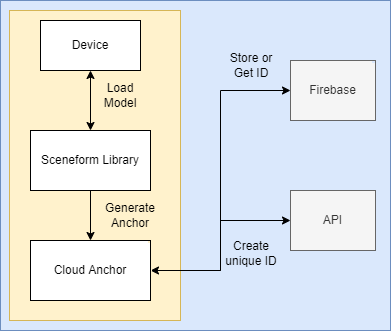 Device
Load
Model
Sceneform Library
Generate
Anchor
Cloud Anchor
Store or
Get ID
Firebase
API
Create
unique ID